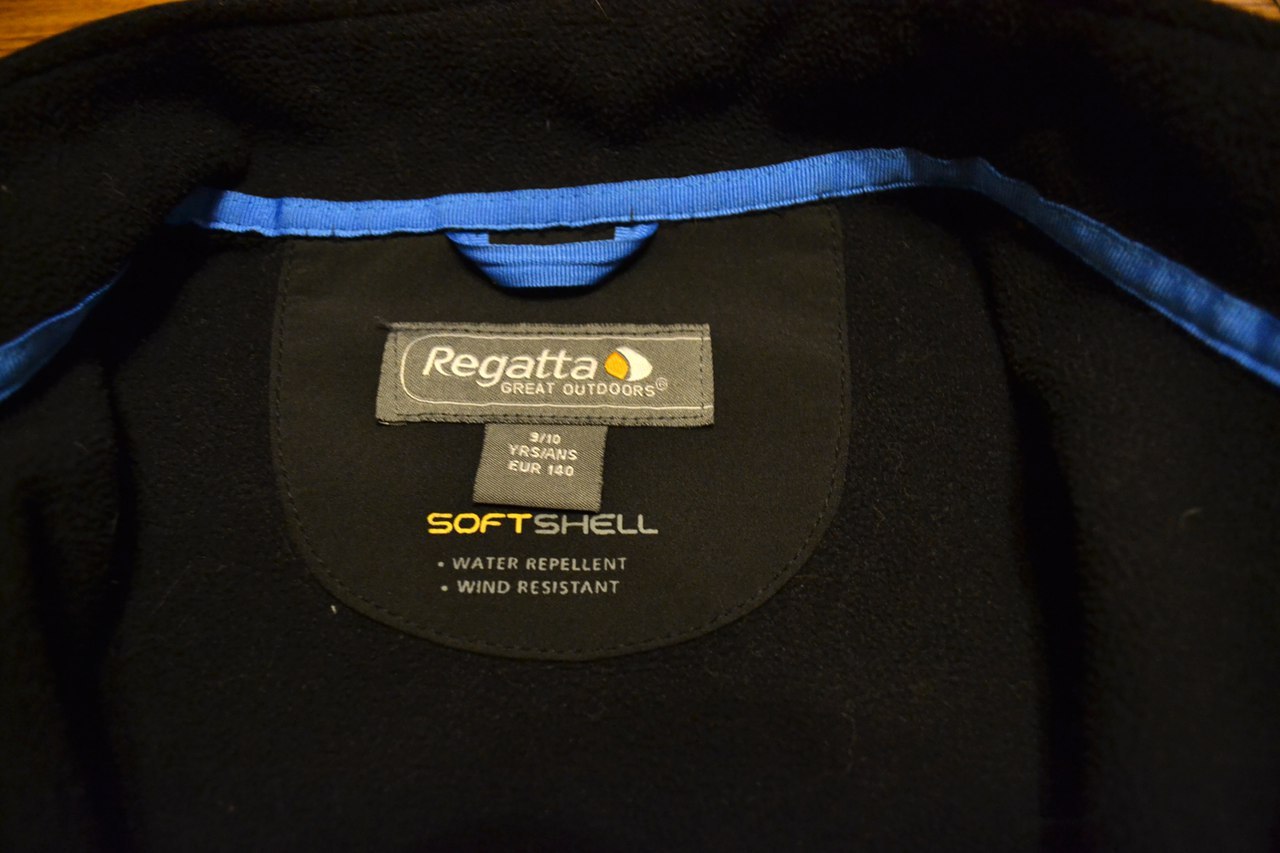 Regatta
GREAT OUTDOORS®
9/10
YRS/ANS
EUR 140
SOFTSHELL
• WATER REPELLENT
• WIND RESISTANT